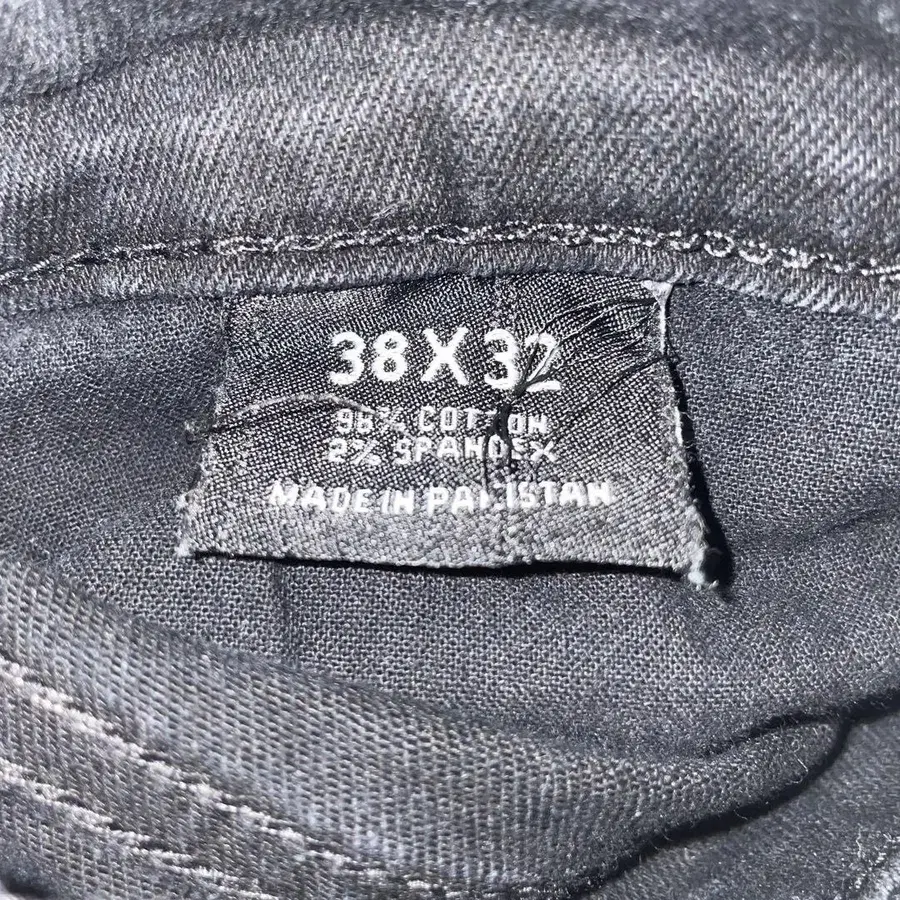 38 X 32
98% COTTON
2% SPANDEX
MADE IN PAKISTAN